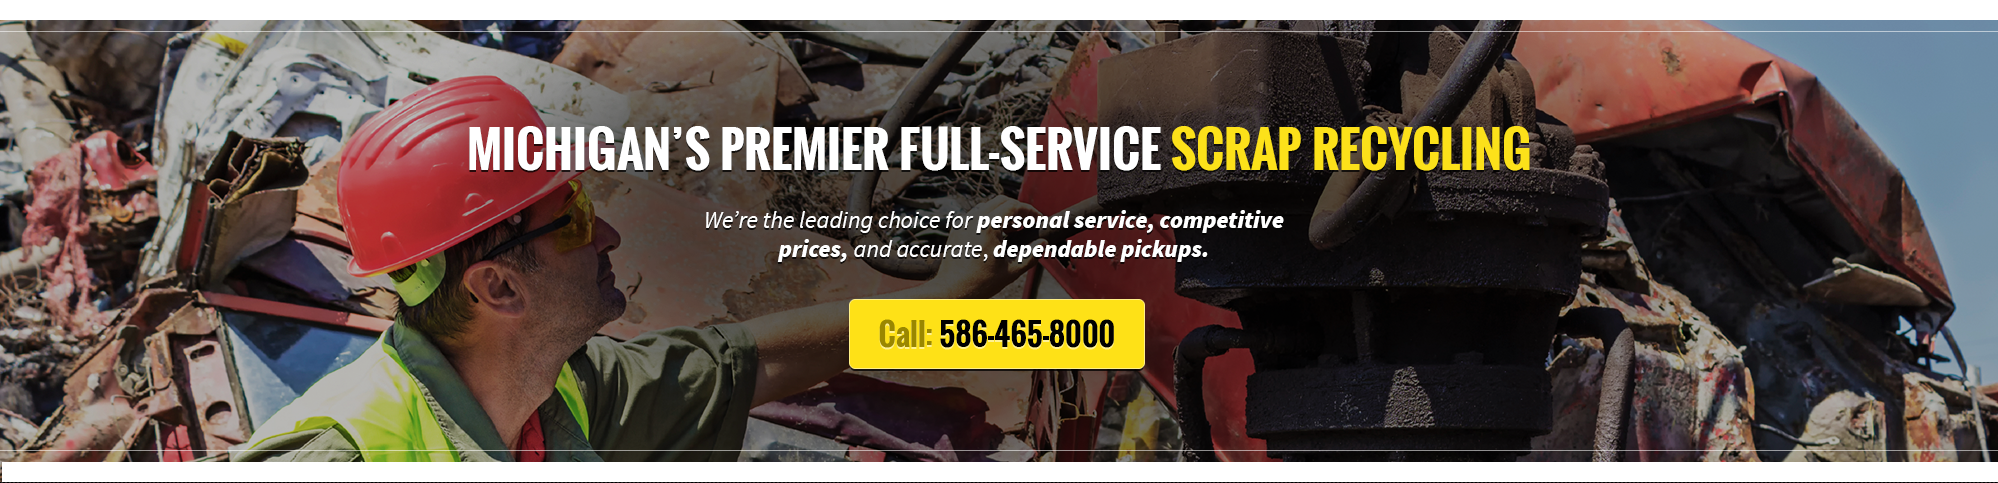 MICHIGAN’S PREMIER FULL-SERVICE SCRAP RECYCLING
We’re the leading choice for personal service, competitive
prices, and accurate, dependable pickups.
Call: 586-465-8000